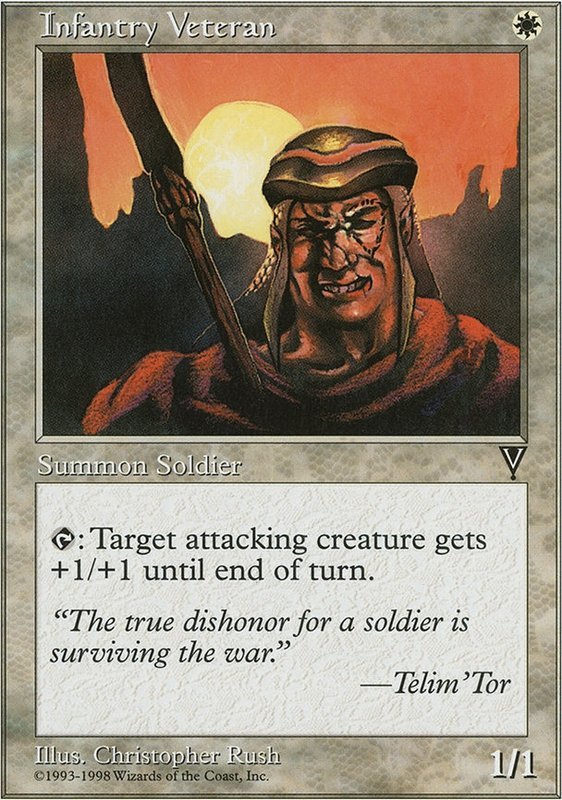 Infantry Veteran
Summon Soldier
: Target attacking creature gets
+1/+1 until end of turn.
“The true dishonor for a soldier is
surviving the war.”
—Telim’Tor
Illus. Christopher Rush
1/1
©1993-1998 Wizards of the Coast, Inc.